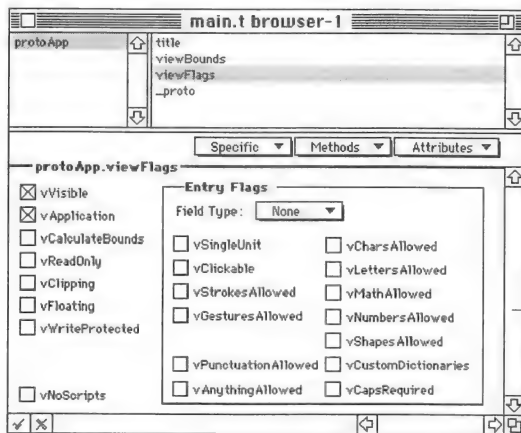 main.t browser-1
protoApp
title
viewBounds
viewFlags
_proto
Specific Methods Attributes
protoApp.viewFlags
vVisible
vApplication
vCalculateBounds
vReadOnly
vClipping
vFloating
vWriteProtected
vNoScripts
Entry Flags
Field Type: None
vSingleUnit vCharsAllowed
vClickable vLettersAllowed
vStrokesAllowed vMathAllowed
vGesturesAllowed vNumbersAllowed
vShapesAllowed
vPunctuationAllowed vCustomDictionaries
vAnythingAllowed vCapsRequired